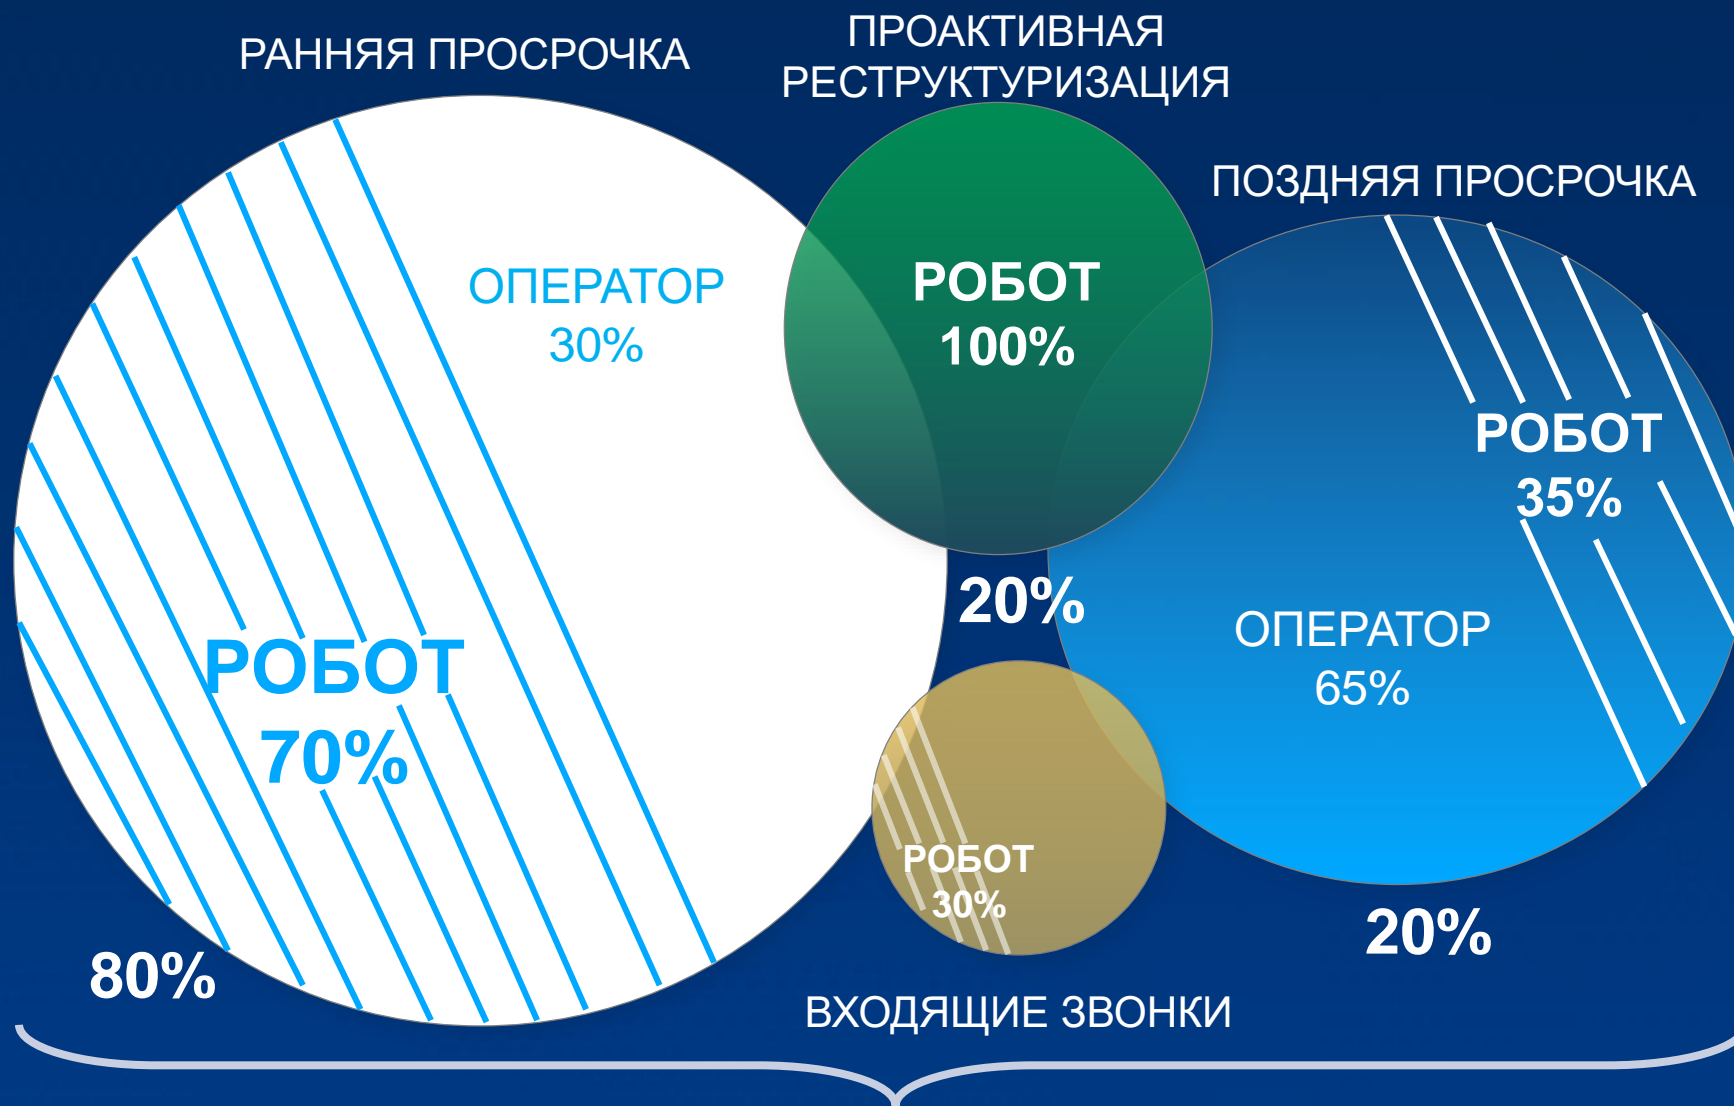 РАННЯЯ ПРОСРОЧКА
ПРОАКТИВНАЯ
РЕСТРУКТУРИЗАЦИЯ
ПОЗДНЯЯ ПРОСРОЧКА
ОПЕРАТОР
30%
РОБОТ
100%
РОБОТ
35%
20%
ОПЕРАТОР
65%
РОБОТ
70%
РОБОТ
30%
80%
20%
ВХОДЯЩИЕ ЗВОНКИ